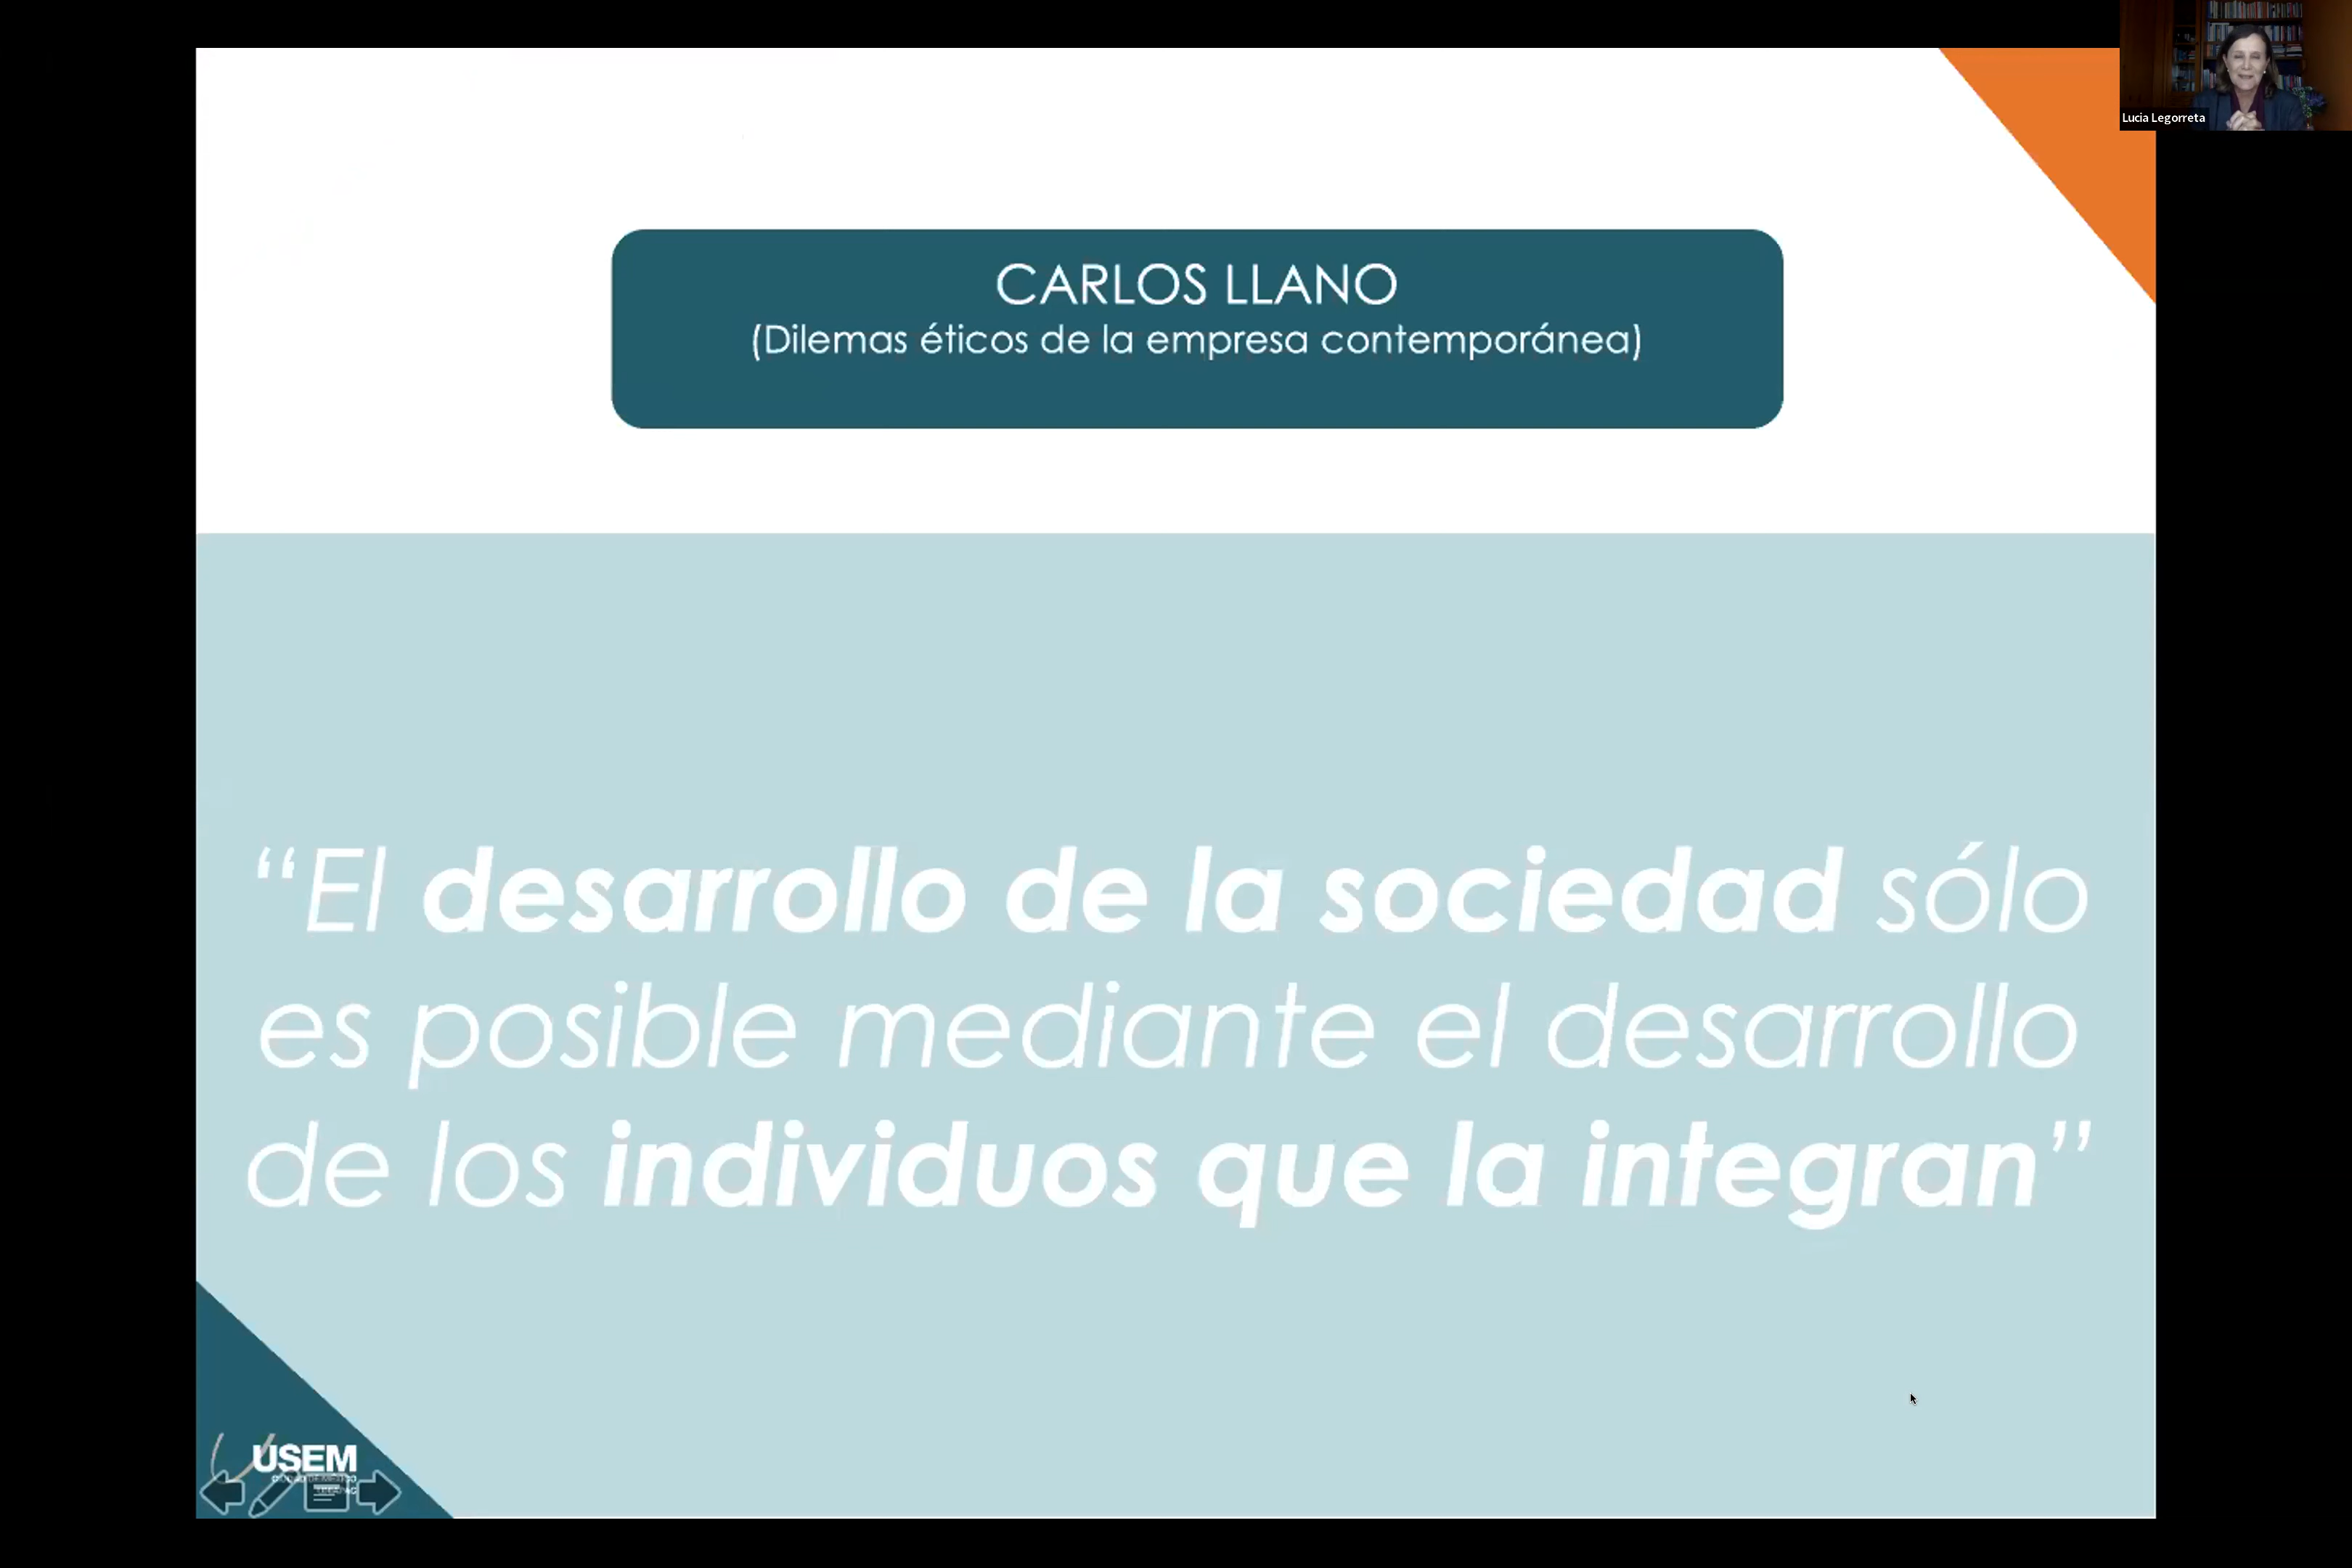 Lucia Legorreta
CARLOS LLANO
(Dilemas éticos de la empresa contemporánea)
“El desarrollo de la sociedad sólo
es posible mediante el desarrollo
de los individuos que la integran”
USEM